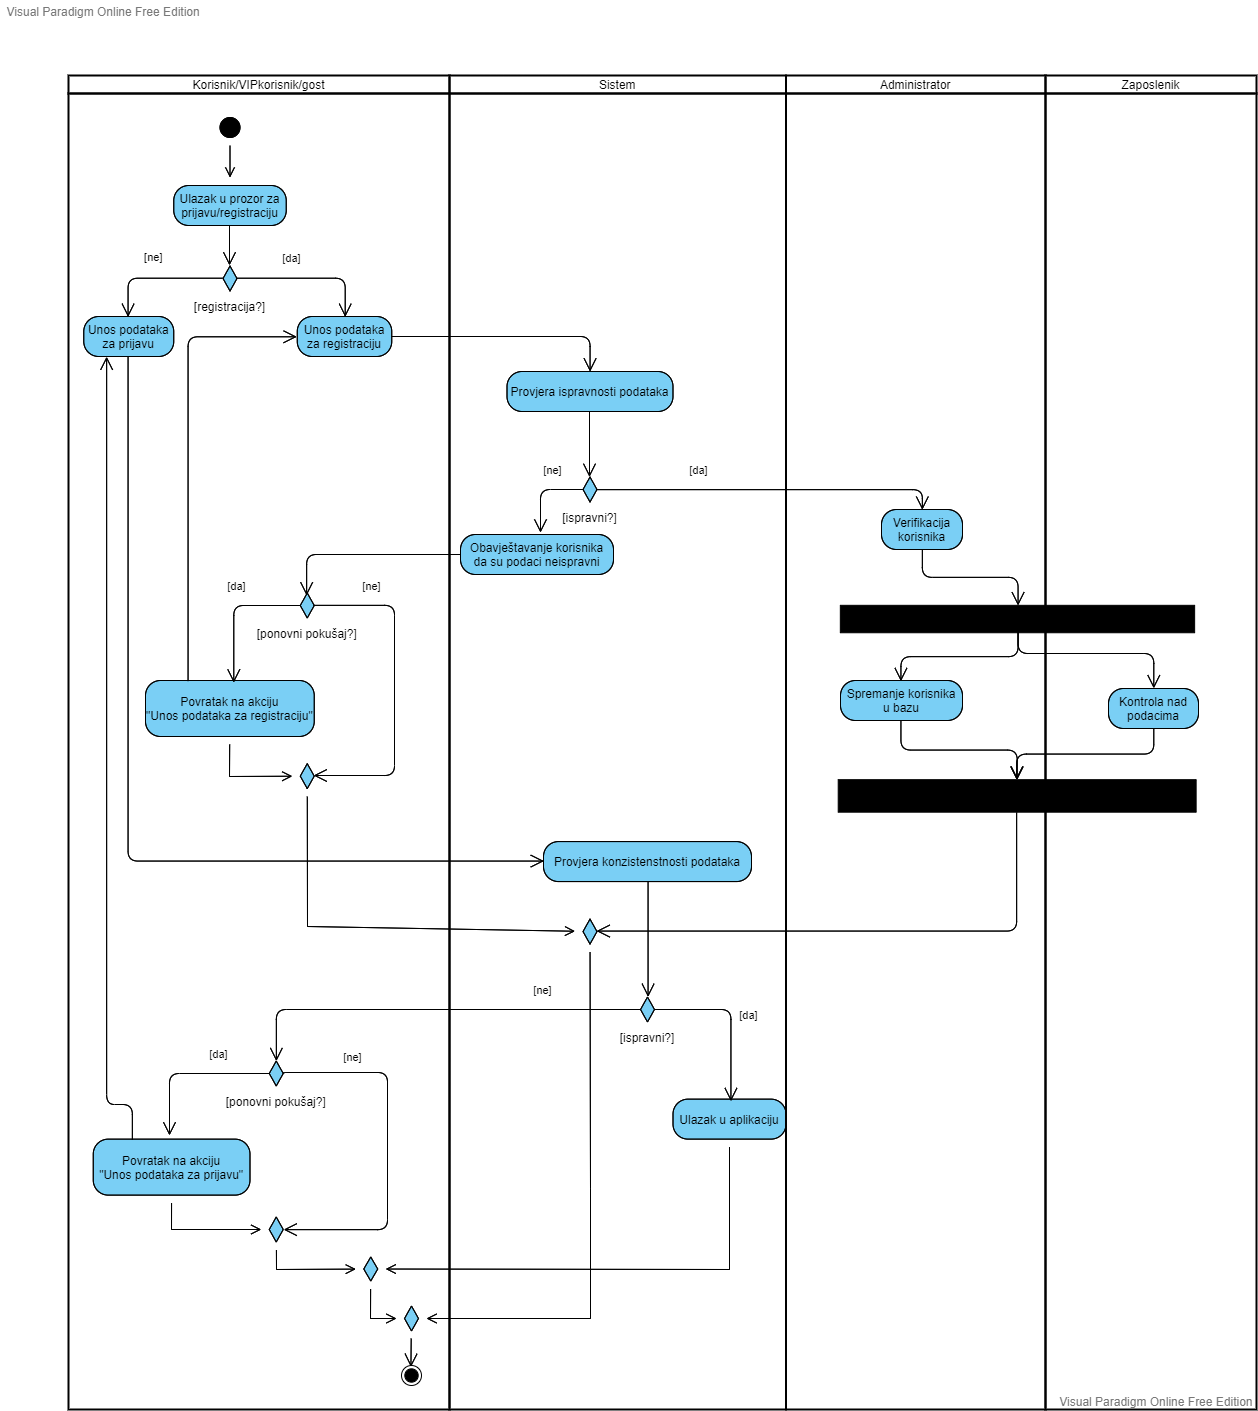 Visual Paradigm Online Free Edition
Korisnik/VIPkorisnik/gost
Sistem
Administrator
Zaposlenik
Ulazak u prozor za
prijavu/registraciju
[ne]
[da]
[registracija?]
Unos podataka
za prijavu
Unos podataka
za registraciju
Provjera ispravnosti podataka
[ne]
[da]
[ispravni?]
Verifikacija
korisnika
Obavještavanje korisnika
da su podaci neispravni
[da]
[ne]
[ponovni pokušaj?]
Povratak na akciju
"Unos podataka za registraciju"
Spremanje korisnika
u bazu
Kontrola nad
podacima
Provjera konzistenstnosti podataka
[ne]
[da]
[ispravni?]
[da]
[ne]
[ponovni pokušaj?]
Ulazak u aplikaciju
Povratak na akciju
"Unos podataka za prijavu"
Visual Paradigm Online Free Edition